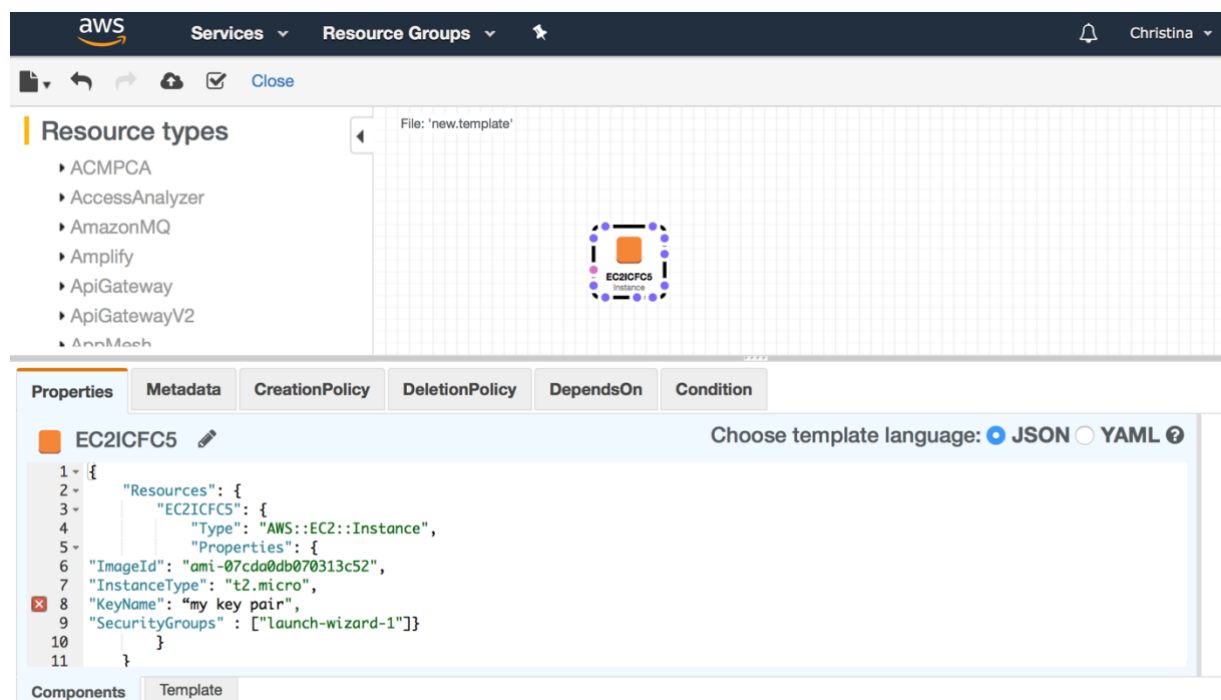 aws Services Resource Groups Christina
Close
Resource types
File: 'new.template'
ACMPCA
AccessAnalyzer
AmazonMQ
Amplify
ApiGateway
ApiGatewayV2
AppMesh
EC2ICFC5
Instance
Properties Metadata CreationPolicy DeletionPolicy DependsOn Condition
EC2ICFC5 Choose template language: JSON YAML
1 {
2 "Resources": {
3 "EC2ICFC5": {
4 "Type": "AWS::EC2::Instance",
5 "Properties": {
6 "ImageId": "ami-07cda0db070313c52",
7 "InstanceType": "t2.micro",
8 "KeyName": “my key pair",
9 "SecurityGroups" : ["launch-wizard-1"]}
10 }
11 }
Components Template